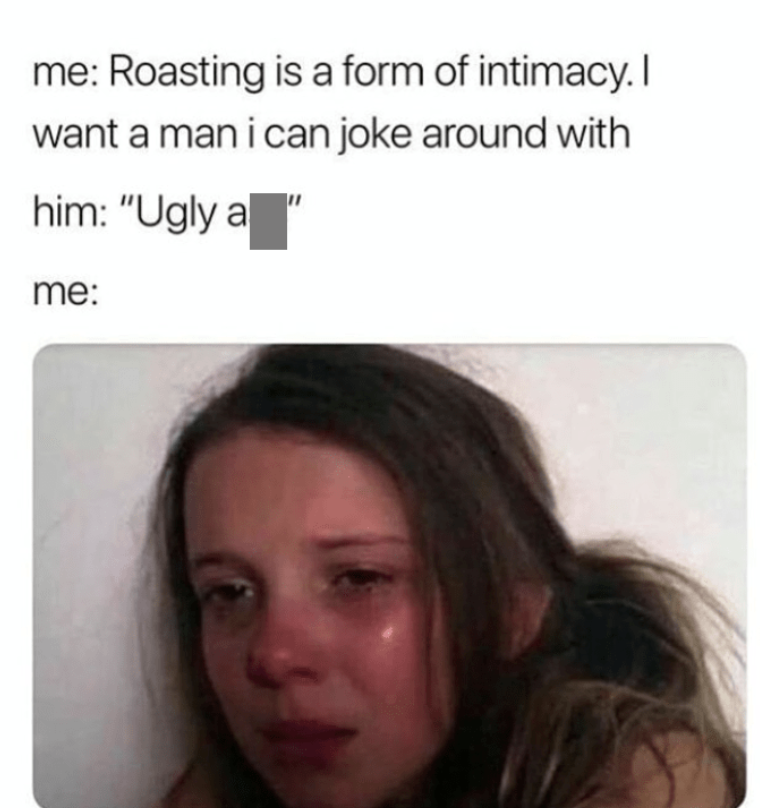 me: Roasting is a form of intimacy. I
want a man i can joke around with
him: "Ugly a "
me: